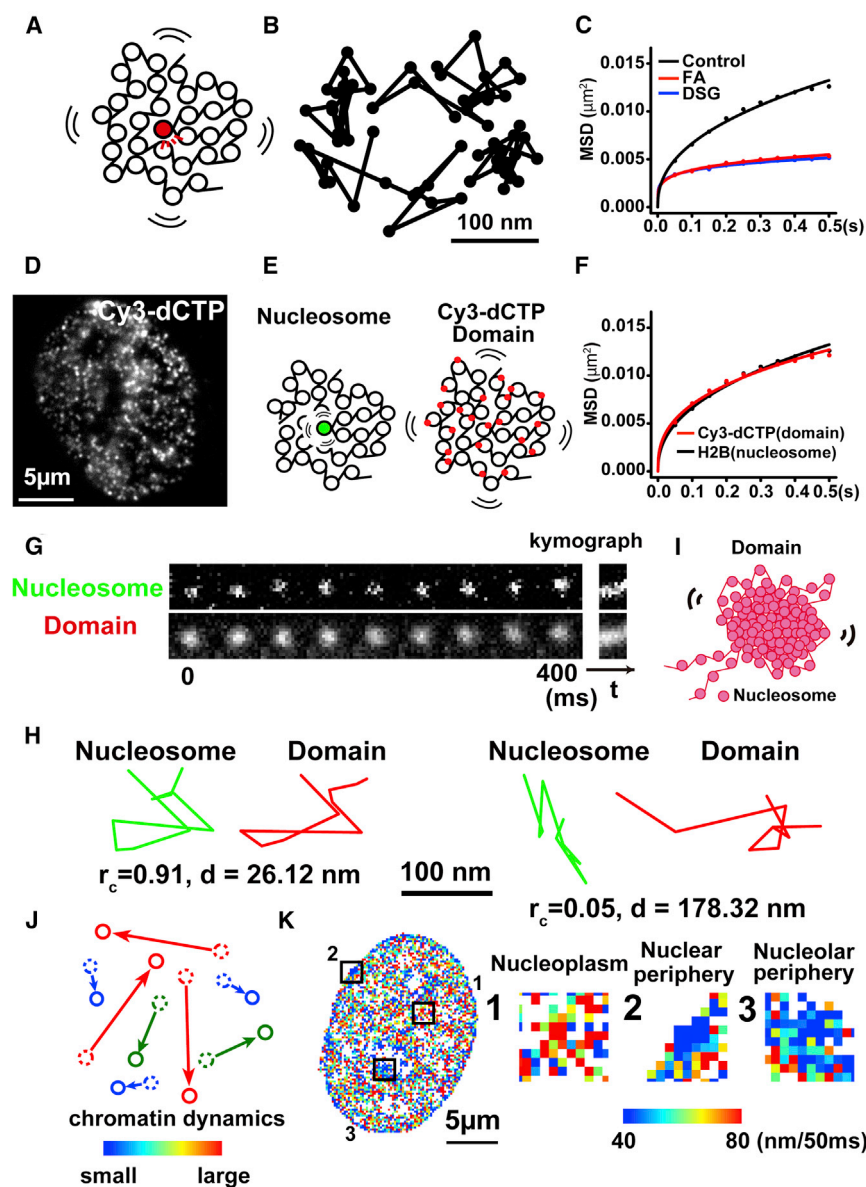 A
B
100 nm
C
MSD (μm²)
0.015
0.010
0.005
0.000
Control
FA
DSG
0.0 0.1 0.2 0.3 0.4 0.5(s)
D
Cy3-dCTP
5μm
E
Nucleosome
Cy3-dCTP
Domain
F
MSD (μm²)
0.015
0.010
0.005
0.000
Cy3-dCTP(domain)
H2B(nucleosome)
0.0 0.1 0.2 0.3 0.4 0.5(s)
G
kymograph
Nucleosome
Domain
0
400
(ms)
t
I
Domain
Nucleosome
H
Nucleosome Domain
r_c=0.91, d = 26.12 nm
100 nm
Nucleosome Domain
r_c=0.05, d = 178.32 nm
J
chromatin dynamics
small large
K
2
1
3
5μm
Nucleoplasm
1
Nuclear
periphery
2
Nucleolar
periphery
3
40 80 (nm/50ms)